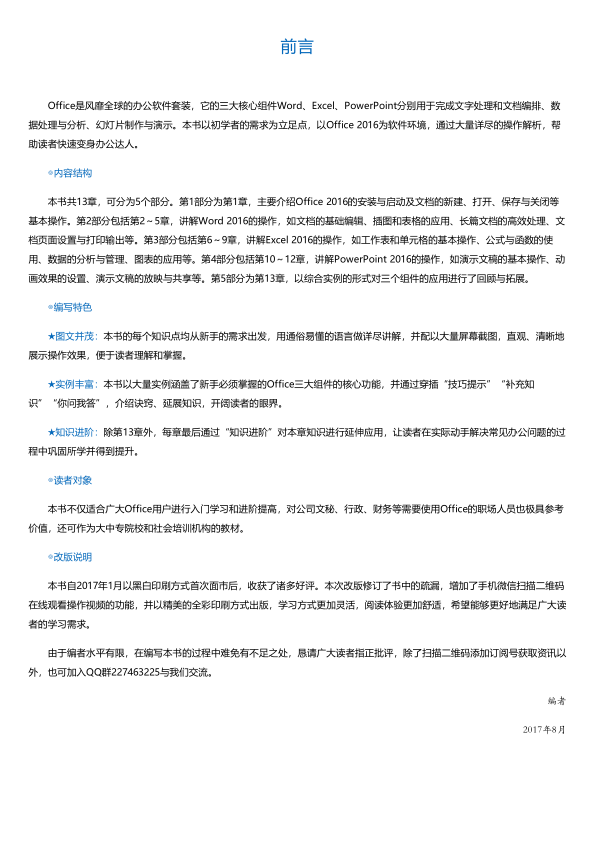 前言
Office是风靡全球的办公软件套装，它的三大核心组件Word、Excel、PowerPoint分别用于完成文字处理和文档编排、数
据处理与分析、幻灯片制作与演示。本书以初学者的需求为立足点，以Office 2016为软件环境，通过大量详尽的操作解析，帮
助读者快速变身办公达人。
◎内容结构
本书共13章，可分为5个部分。第1部分为第1章，主要介绍Office 2016的安装与启动及文档的新建、打开、保存与关闭等
基本操作。第2部分包括第2～5章，讲解Word 2016的操作，如文档的基础编辑、插图和表格的应用、长篇文档的高效处理、文
档页面设置与打印输出等。第3部分包括第6～9章，讲解Excel 2016的操作，如工作表和单元格的基本操作、公式与函数的使
用、数据的分析与管理、图表的应用等。第4部分包括第10～12章，讲解PowerPoint 2016的操作，如演示文稿的基本操作、动
画效果的设置、演示文稿的放映与共享等。第5部分为第13章，以综合实例的形式对三个组件的应用进行了回顾与拓展。
◎编写特色
★图文并茂：本书的每个知识点均从新手的需求出发，用通俗易懂的语言做详尽讲解，并配以大量屏幕截图，直观、清晰地
展示操作效果，便于读者理解和掌握。
★实例丰富：本书以大量实例涵盖了新手必须掌握的Office三大组件的核心功能，并通过穿插“技巧提示”“补充知
识”“你问我答”，介绍诀窍、延展知识，开阔读者的眼界。
★知识进阶：除第13章外，每章最后通过“知识进阶”对本章知识进行延伸应用，让读者在实际动手解决常见办公问题的过
程中巩固所学并得到提升。
◎读者对象
本书不仅适合广大Office用户进行入门学习和进阶提高，对公司文秘、行政、财务等需要使用Office的职场人员也极具参考
价值，还可作为大中专院校和社会培训机构的教材。
◎改版说明
本书自2017年1月以黑白印刷方式首次面市后，收获了诸多好评。本次改版修订了书中的疏漏，增加了手机微信扫描二维码
在线观看操作视频的功能，并以精美的全彩印刷方式出版，学习方式更加灵活，阅读体验更加舒适，希望能够更好地满足广大读
者的学习需求。
由于编者水平有限，在编写本书的过程中难免有不足之处，恳请广大读者指正批评，除了扫描二维码添加订阅号获取资讯以
外，也可加入QQ群227463225与我们交流。
编者
2017年8月